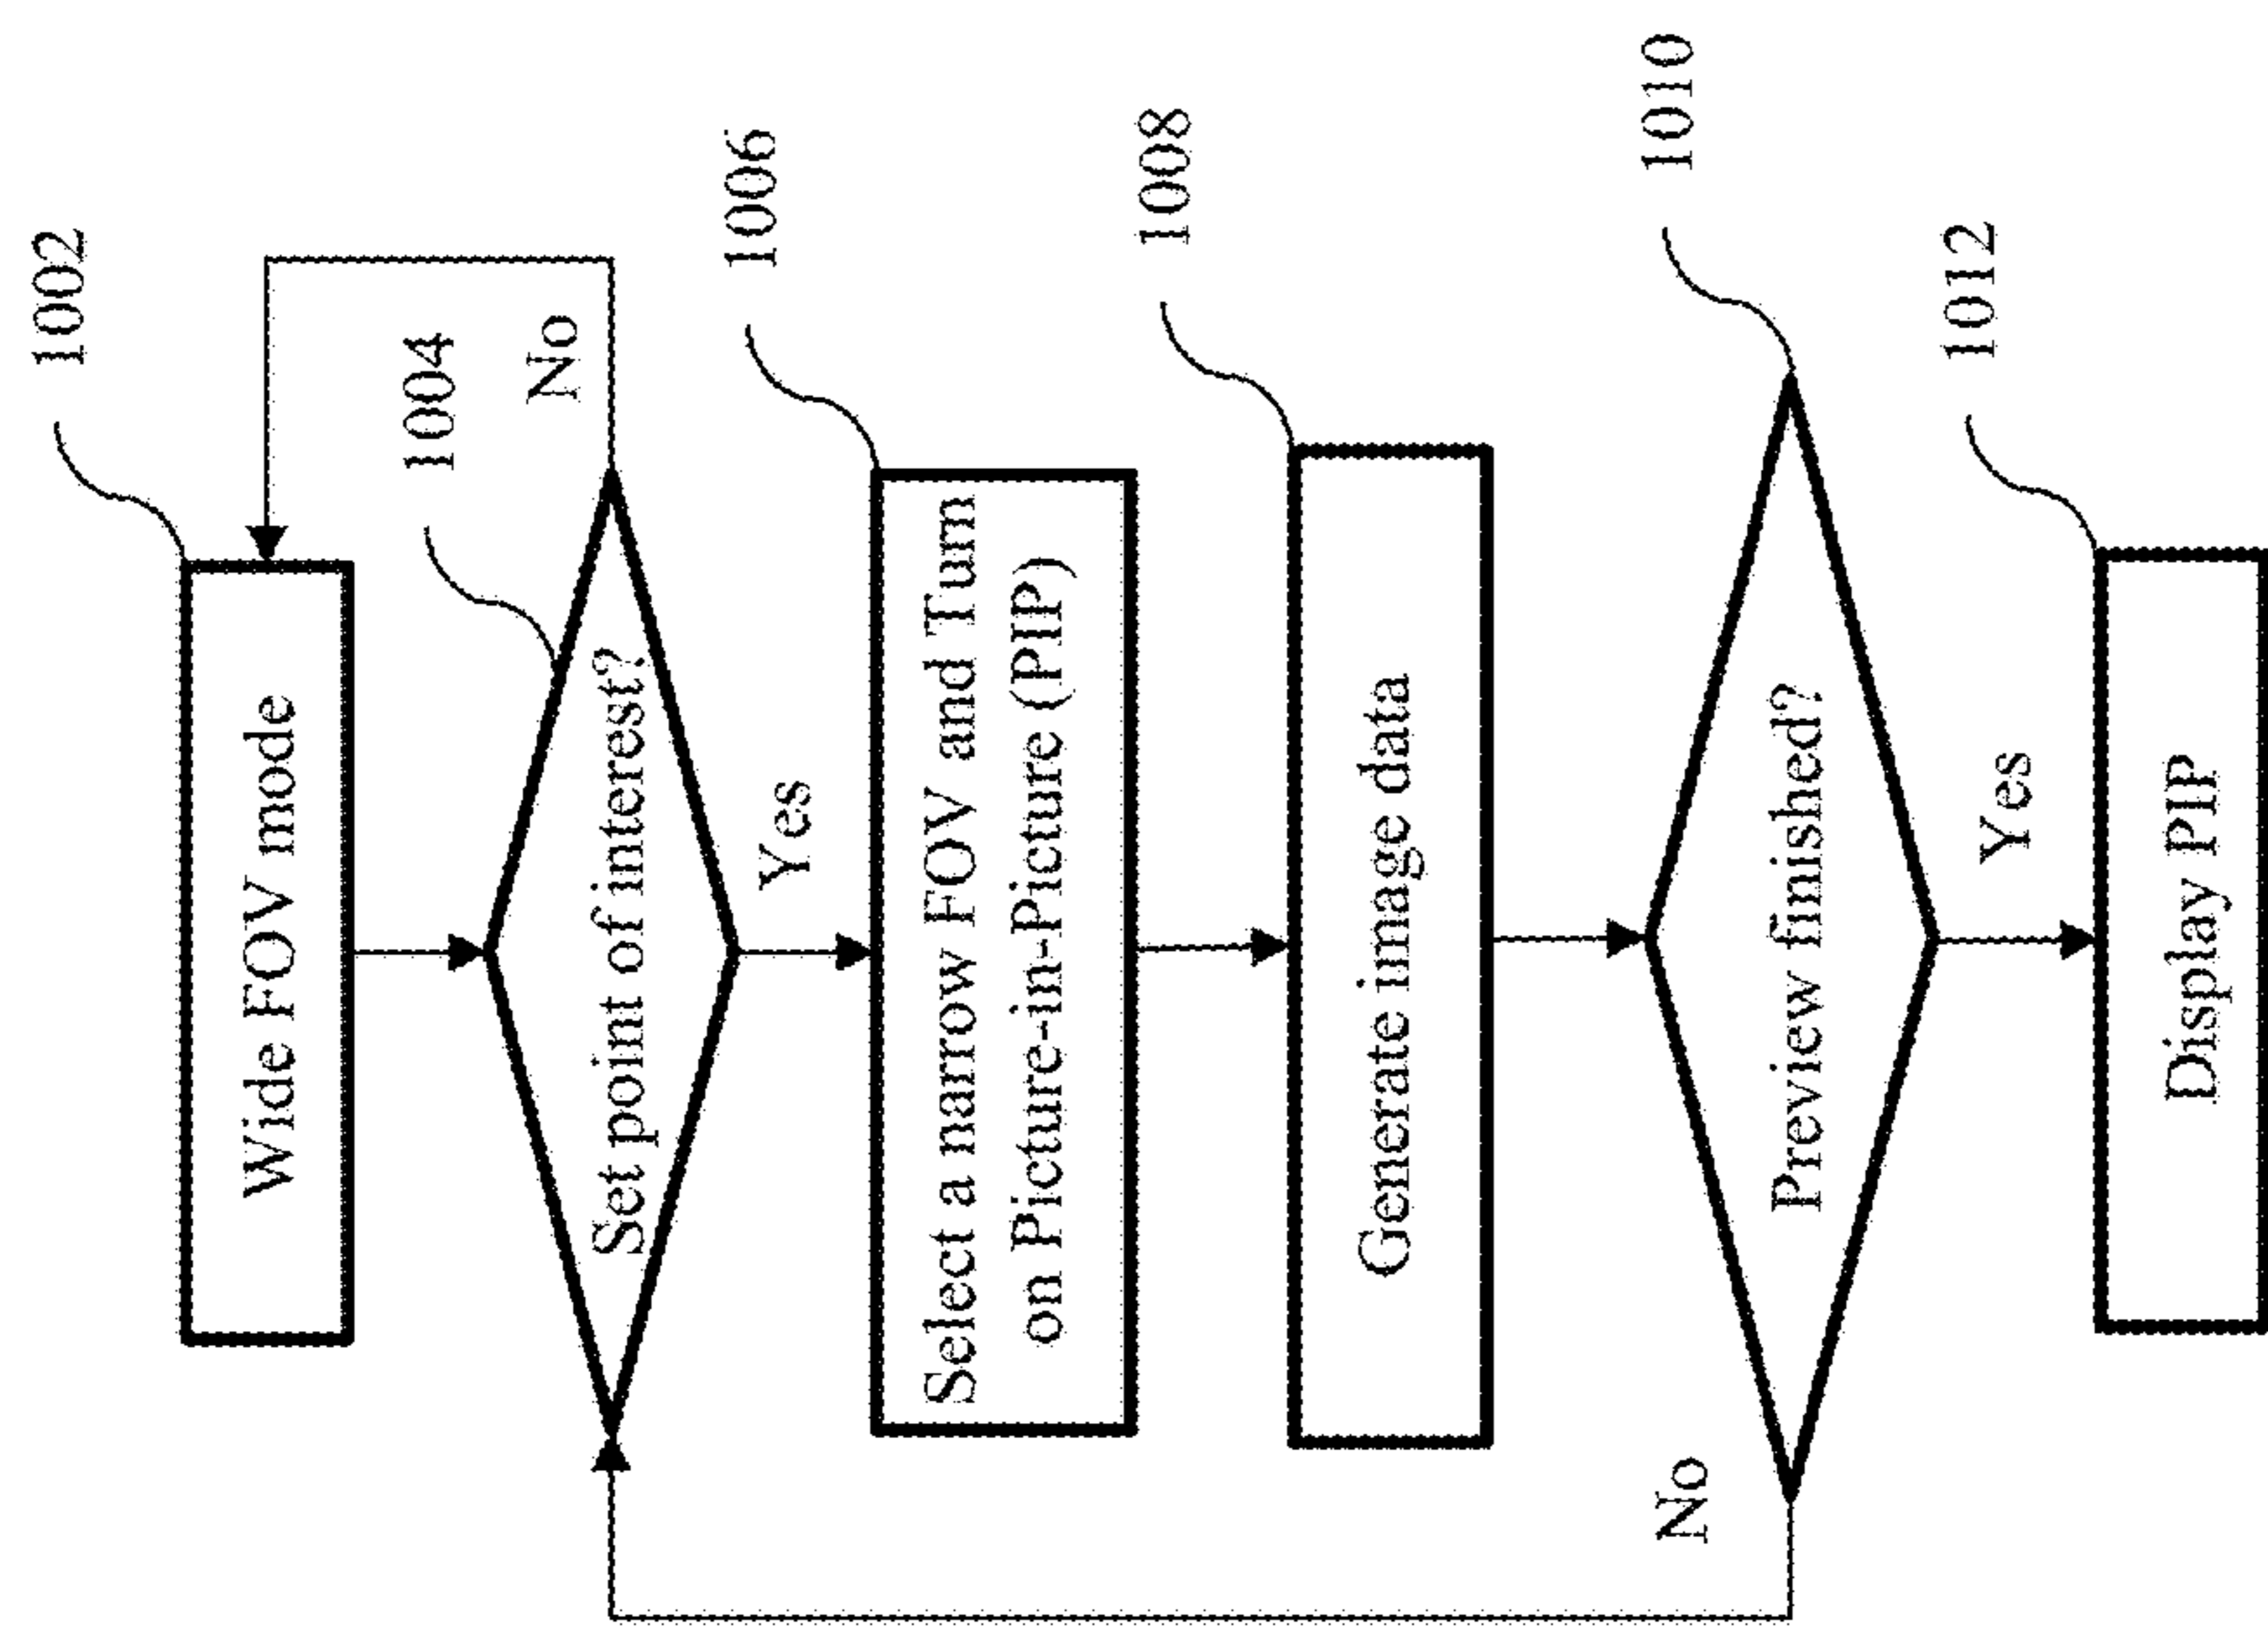 1002
Wide FOV mode
1004
No
Set point of interest?
Yes
1006
Select a narrow FOV and Turn
on Picture-in-Picture (PIP)
1008
Generate image data
1010
No
Preview finished?
Yes
1012
Display PIP